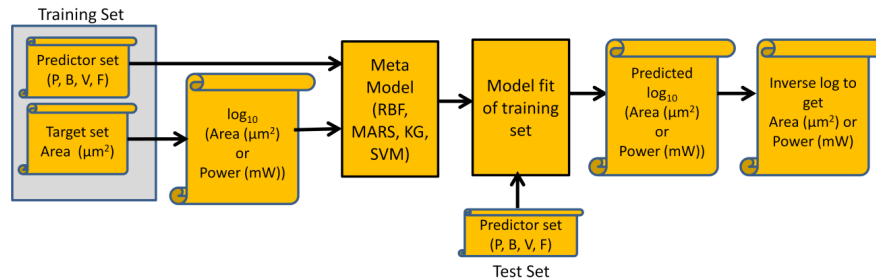 Training Set
Predictor set
(P, B, V, F)
Target set
Area (µm²)
log₁₀
(Area (µm²)
or
Power (mW))
Meta
Model
(RBF,
MARS, KG,
SVM)
Model fit
of training
set
Predictor set
(P, B, V, F)
Test Set
Predicted
log₁₀
(Area (µm²)
or
Power (mW))
Inverse log to
get
Area (µm²) or
Power (mW)